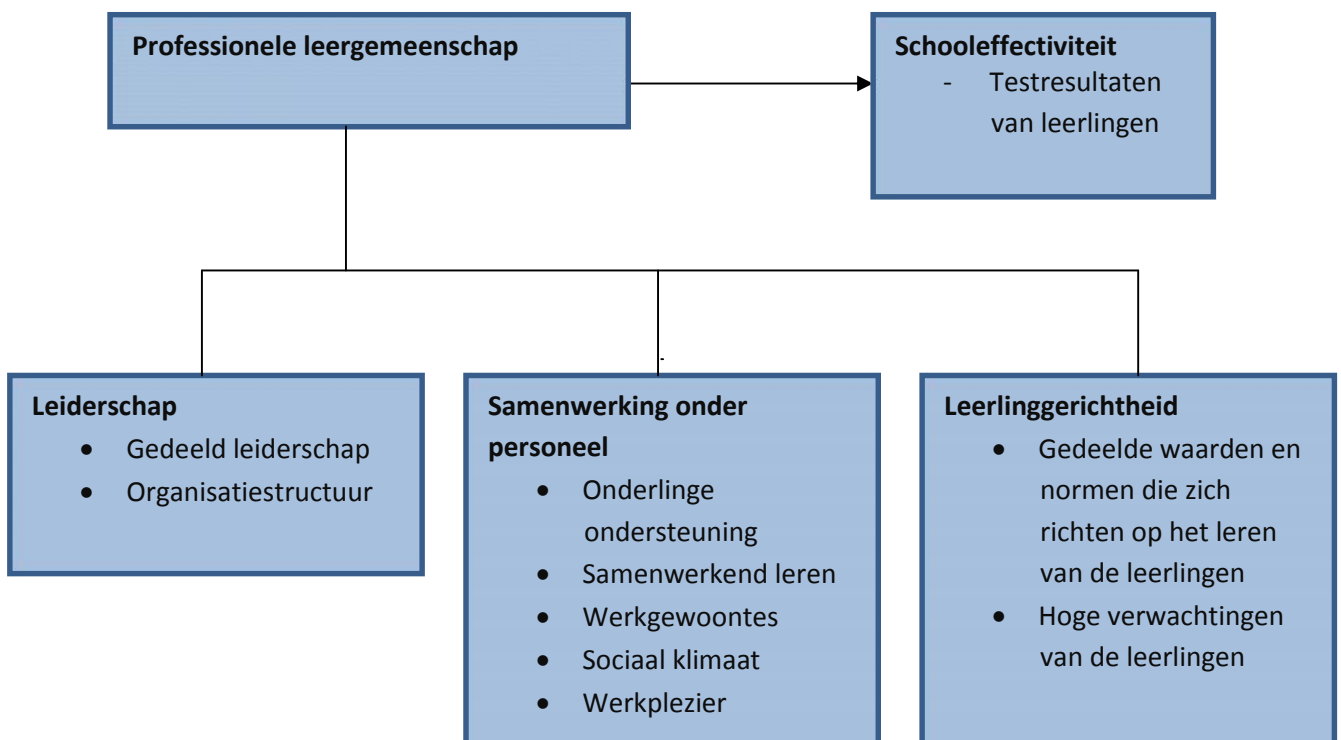 Professionele leergemeenschap
Schooleffectiviteit
- Testresultaten
van leerlingen
-
Leiderschap
• Gedeeld leiderschap
• Organisatiestructuur
Samenwerking onder
personeel
• Onderlinge
ondersteuning
• Samenwerkend leren
• Werkgewoontes
• Sociaal klimaat
• Werkplezier
Leerlinggerichtheid
• Gedeelde waarden en
normen die zich
richten op het leren
van de leerlingen
• Hoge verwachtingen
van de leerlingen